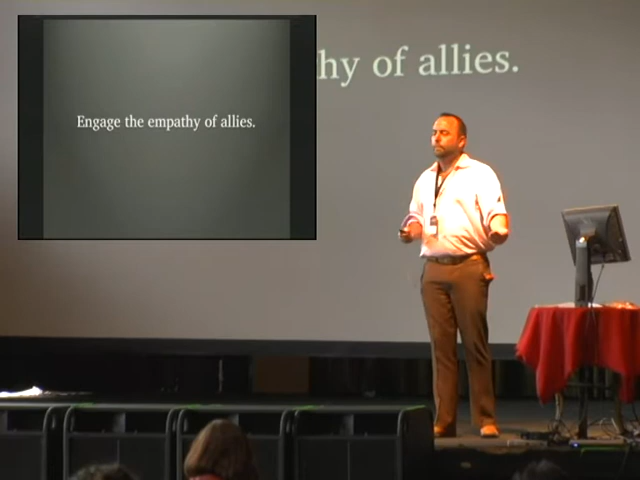 Engage the empathy of allies.
hy of allies.